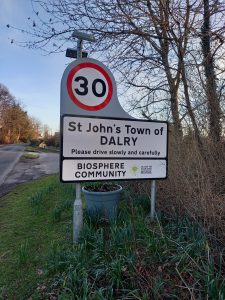 30
St John's Town of
DALRY
Please drive slowly and carefully
BIOSPHERE
COMMUNITY